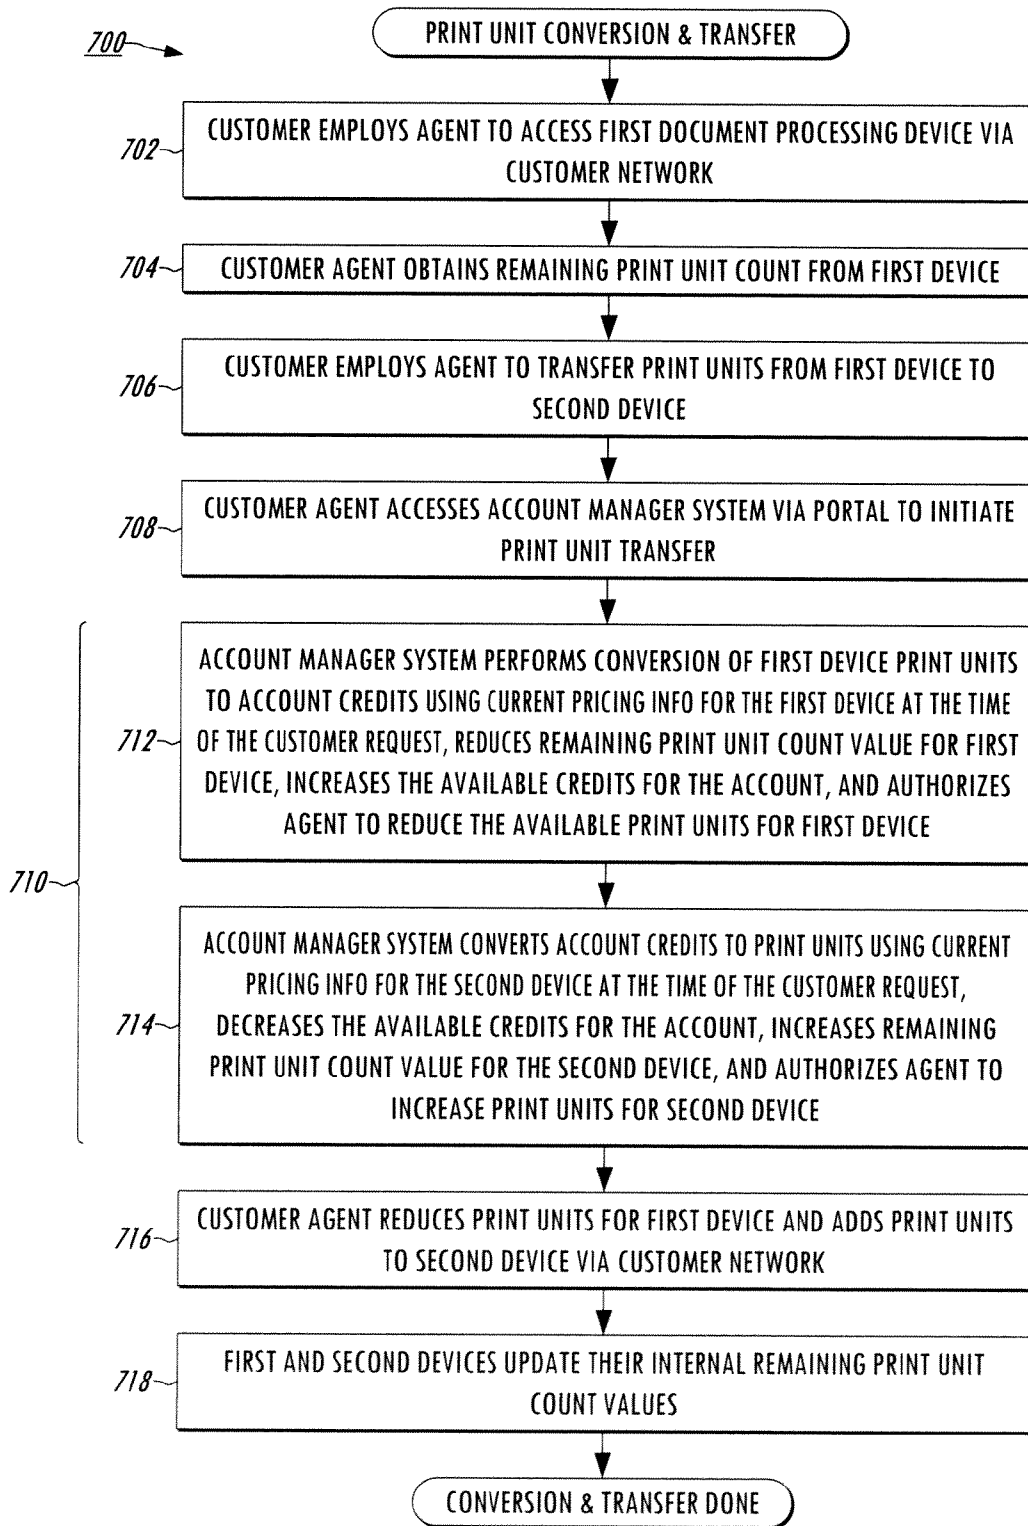 PRINT UNIT CONVERSION & TRANSFER
700
CUSTOMER EMPLOYS AGENT TO ACCESS FIRST DOCUMENT PROCESSING DEVICE VIA
CUSTOMER NETWORK
702
CUSTOMER AGENT OBTAINS REMAINING PRINT UNIT COUNT FROM FIRST DEVICE
704
CUSTOMER EMPLOYS AGENT TO TRANSFER PRINT UNITS FROM FIRST DEVICE TO
SECOND DEVICE
706
CUSTOMER AGENT ACCESSES ACCOUNT MANAGER SYSTEM VIA PORTAL TO INITIATE
PRINT UNIT TRANSFER
708
ACCOUNT MANAGER SYSTEM PERFORMS CONVERSION OF FIRST DEVICE PRINT UNITS
TO ACCOUNT CREDITS USING CURRENT PRICING INFO FOR THE FIRST DEVICE AT THE TIME
OF THE CUSTOMER REQUEST, REDUCES REMAINING PRINT UNIT COUNT VALUE FOR FIRST
DEVICE, INCREASES THE AVAILABLE CREDITS FOR THE ACCOUNT, AND AUTHORIZES
AGENT TO REDUCE THE AVAILABLE PRINT UNITS FOR FIRST DEVICE
712
710
ACCOUNT MANAGER SYSTEM CONVERTS ACCOUNT CREDITS TO PRINT UNITS USING CURRENT
PRICING INFO FOR THE SECOND DEVICE AT THE TIME OF THE CUSTOMER REQUEST,
DECREASES THE AVAILABLE CREDITS FOR THE ACCOUNT, INCREASES REMAINING
PRINT UNIT COUNT VALUE FOR THE SECOND DEVICE, AND AUTHORIZES AGENT TO
INCREASE PRINT UNITS FOR SECOND DEVICE
714
CUSTOMER AGENT REDUCES PRINT UNITS FOR FIRST DEVICE AND ADDS PRINT UNITS
TO SECOND DEVICE VIA CUSTOMER NETWORK
716
FIRST AND SECOND DEVICES UPDATE THEIR INTERNAL REMAINING PRINT UNIT
COUNT VALUES
718
CONVERSION & TRANSFER DONE